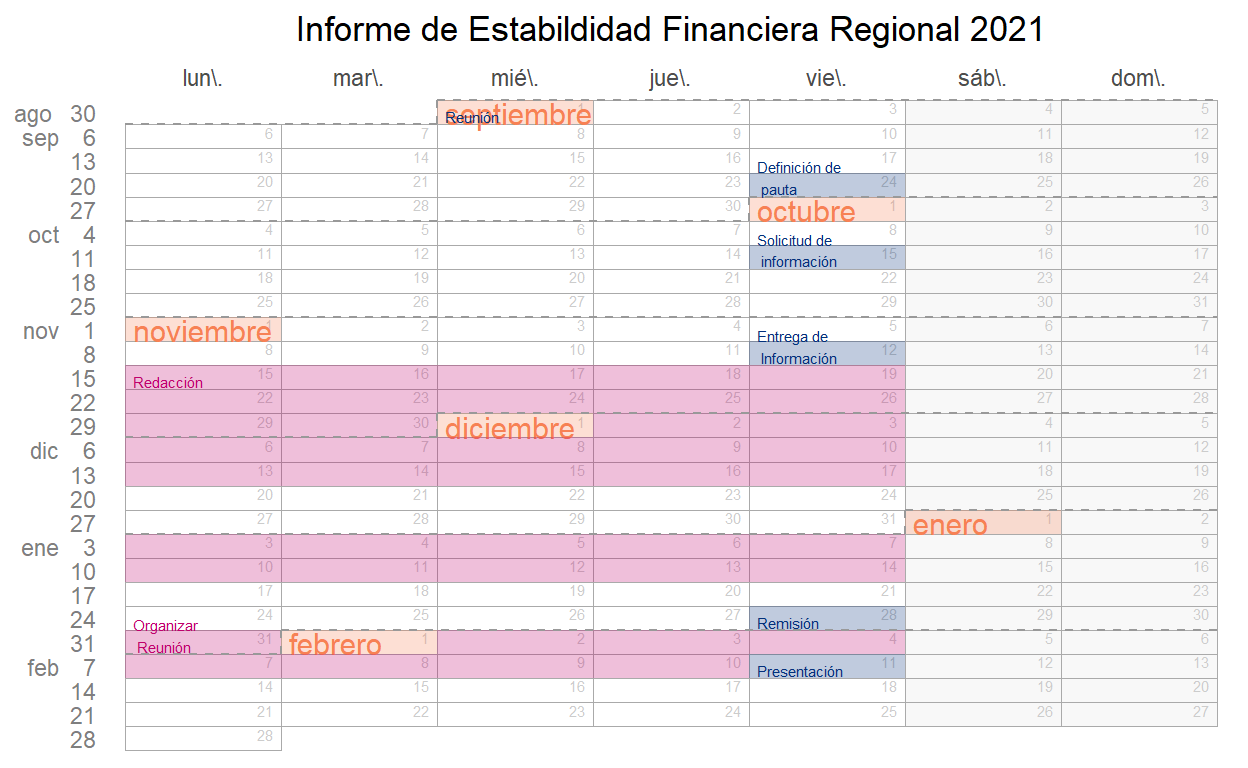 Informe de Estabildidad Financiera Regional 2021
lun\. mar\. mié\. jue\. vie\. sáb\. dom\.
ago 30 septiembre 1 2 3 4 5
Reunión
sep 6 6 7 8 9 10 11 12
13 13 14 15 16 17 18 19
Definición de
20 20 21 22 23 24 25 26
pauta
27 27 28 29 30 octubre 1 2 3
oct 4 4 5 6 7 8 9 10
Solicitud de
11 11 12 13 14 15 16 17
información
18 18 19 20 21 22 23 24
25 25 26 27 28 29 30 31
nov 1 noviembre 1 2 3 4 5 6 7
Entrega de
8 8 9 10 11 12 13 14
Información
15 15 16 17 18 19 20 21
Redacción
22 22 23 24 25 26 27 28
29 29 30 diciembre 1 2 3 4 5
dic 6 6 7 8 9 10 11 12
13 13 14 15 16 17 18 19
20 20 21 22 23 24 25 26
27 27 28 29 30 31 enero 1 2
ene 3 3 4 5 6 7 8 9
10 10 11 12 13 14 15 16
17 17 18 19 20 21 22 23
24 24 25 26 27 28 29 30
Organizar Remisión
31 31 febrero 1 2 3 4 5 6
Reunión
feb 7 7 8 9 10 11 12 13
Presentación
14 14 15 16 17 18 19 20
21 21 22 23 24 25 26 27
28 28